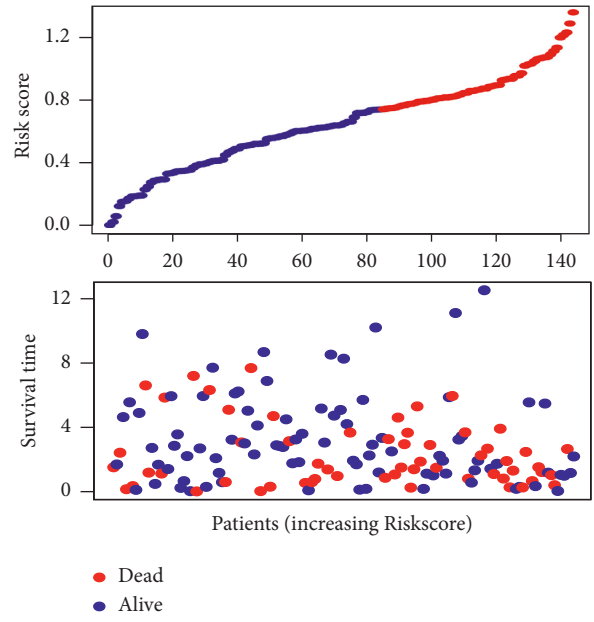 Risk score
1.2
0.8
0.4
0.0
0 20 40 60 80 100 120 140
Survival time
12
8
4
0
Patients (increasing Riskscore)
Dead
Alive